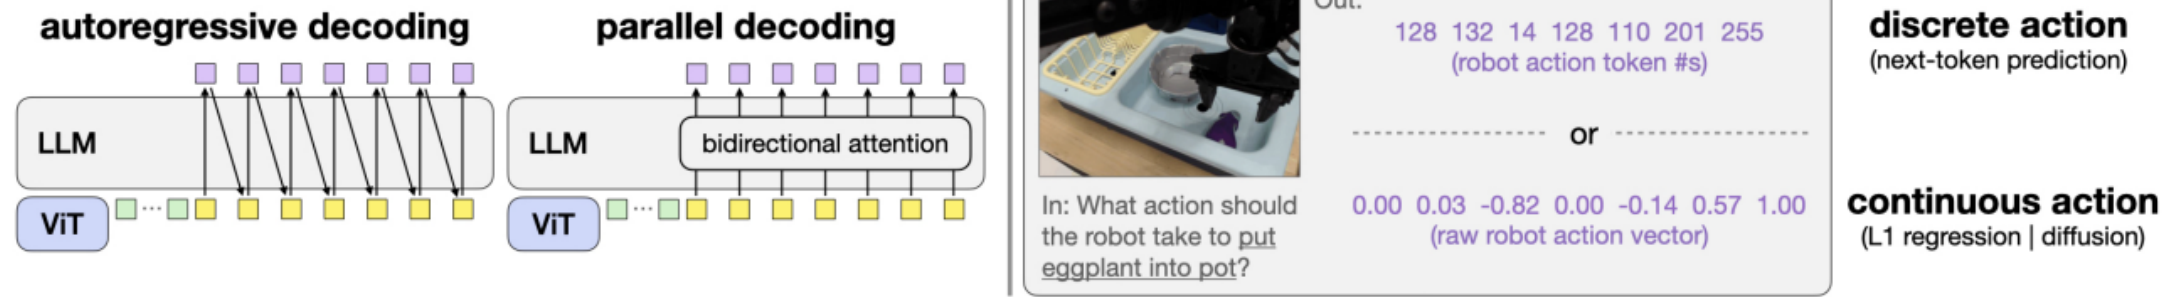 autoregressive decoding
LLM
ViT
...
parallel decoding
LLM
bidirectional attention
ViT
...
In: What action should
the robot take to put
eggplant into pot?
Out:
128 132 14 128 110 201 255
(robot action token #s)
or
0.00 0.03 -0.82 0.00 -0.14 0.57 1.00
(raw robot action vector)
discrete action
(next-token prediction)
continuous action
(L1 regression | diffusion)